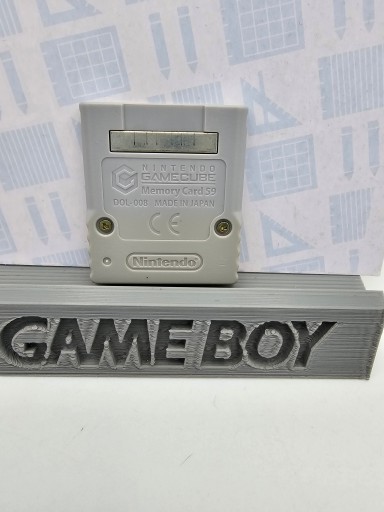 NINTENDO
GAMECUBE
Memory Card 59
DOL-008 MADE IN JAPAN
CE
Nintendo
GAME BOY